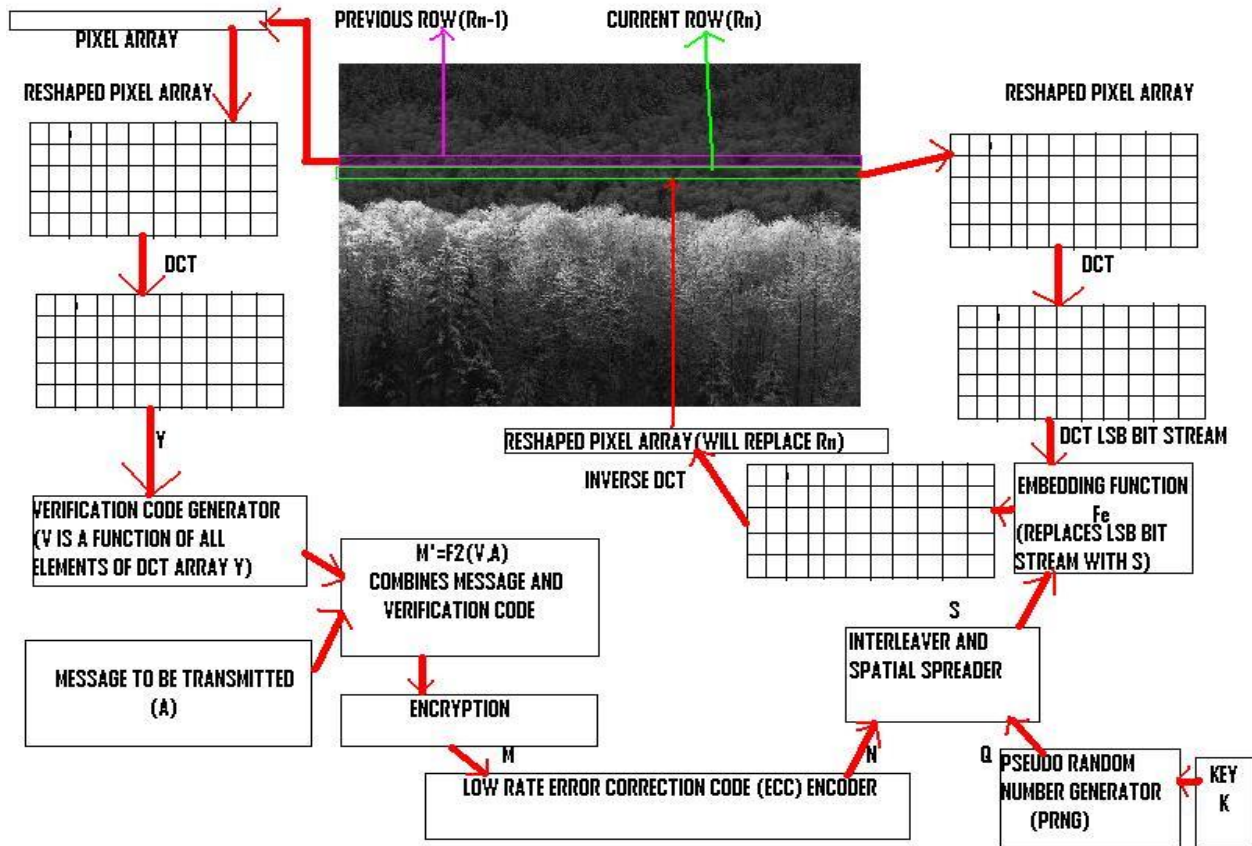 PREVIOUS ROW(Rn-1)
CURRENT ROW(Rn)
PIXEL ARRAY
RESHAPED PIXEL ARRAY
RESHAPED PIXEL ARRAY
DCT
DCT
Y
DCT LSB BIT STREAM
RESHAPED PIXEL ARRAY(WILL REPLACE Rn)
INVERSE DCT
EMBEDDING FUNCTION
Fe
(REPLACES LSB BIT
STREAM WITH S)
VERIFICATION CODE GENERATOR
(V IS A FUNCTION OF ALL
ELEMENTS OF DCT ARRAY Y)
M'=F2(V,A)
COMBINES MESSAGE AND
VERIFICATION CODE
S
INTERLEAVER AND
SPATIAL SPREADER
MESSAGE TO BE TRANSMITTED
(A)
ENCRYPTION
M
N
Q
LOW RATE ERROR CORRECTION CODE (ECC) ENCODER
PSEUDO RANDOM
NUMBER GENERATOR
(PRNG)
KEY
K